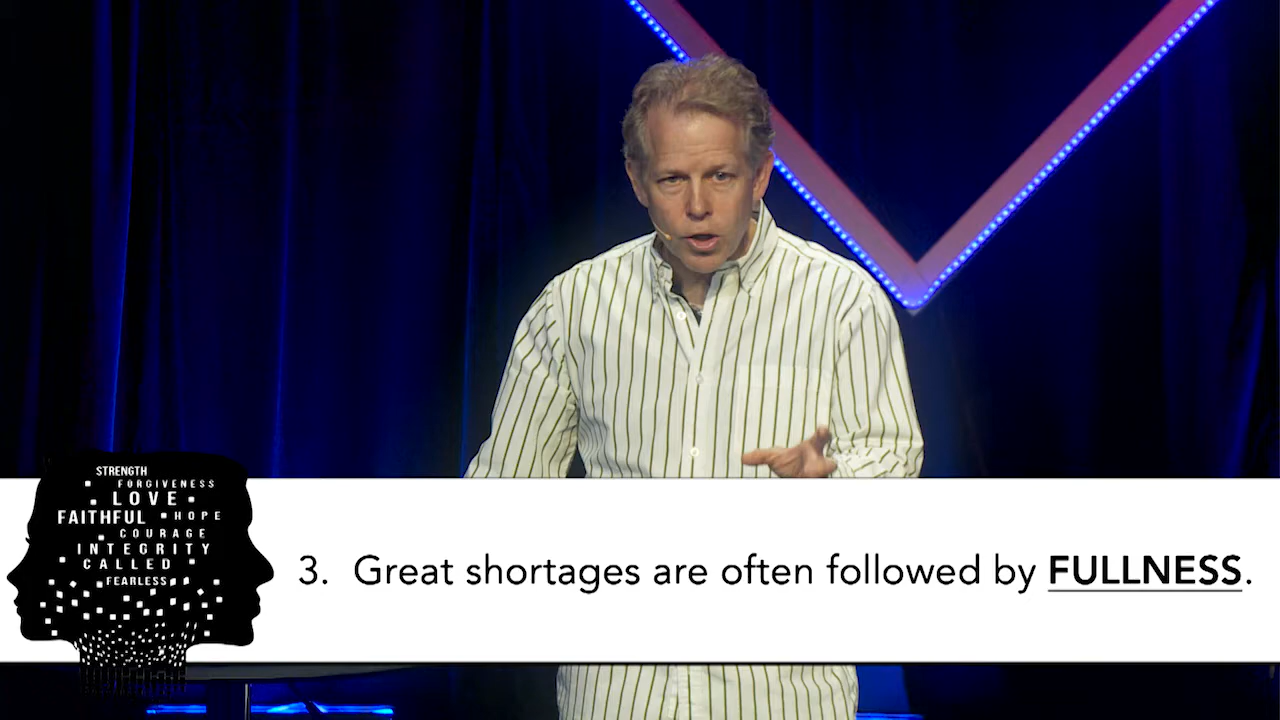 STRENGTH
FORGIVENESS
LOVE
FAITHFUL HOPE
COURAGE
INTEGRITY
CALLED
FEARLESS
3. Great shortages are often followed by FULLNESS.